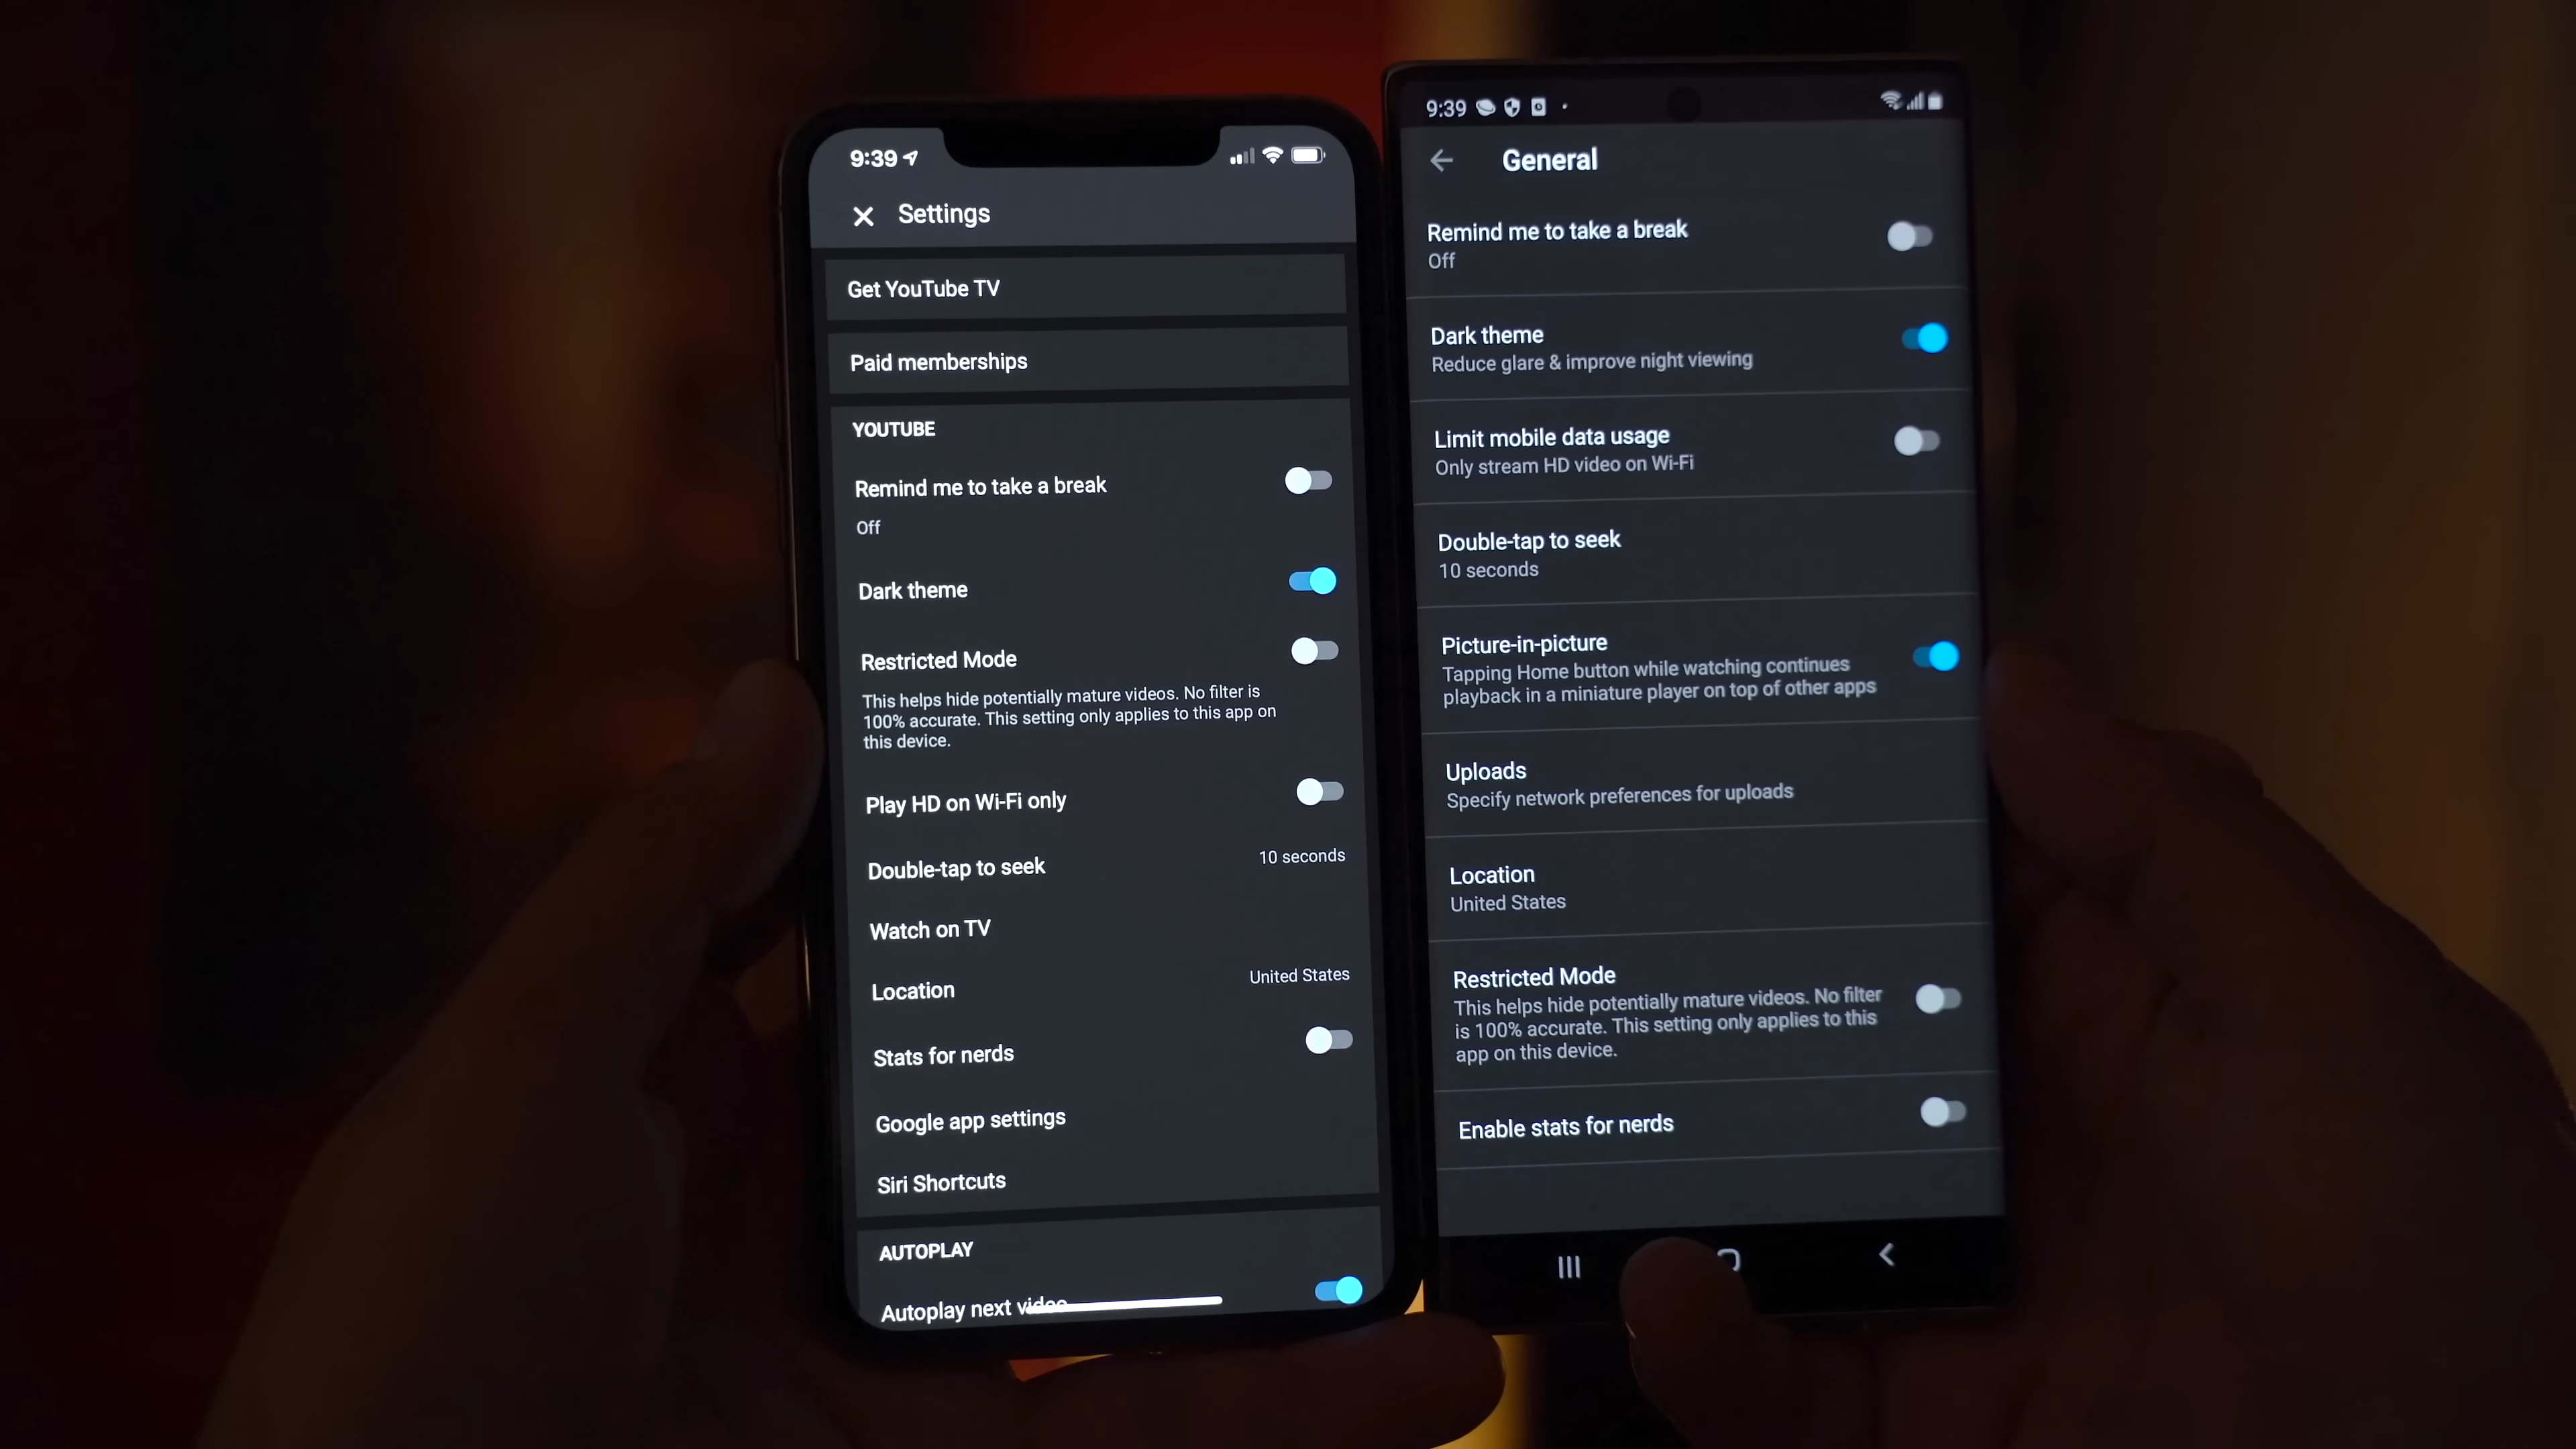 9:39
Settings
Get YouTube TV
Paid memberships
YOUTUBE
Remind me to take a break
Off
Dark theme
Restricted Mode
This helps hide potentially mature videos. No filter is
100% accurate. This setting only applies to this app on
this device.
Play HD on Wi-Fi only
Double-tap to seek
10 seconds
Watch on TV
Location
United States
Stats for nerds
Google app settings
Siri Shortcuts
AUTOPLAY
Autoplay next video
9:39
General
Remind me to take a break
Off
Dark theme
Reduce glare & improve night viewing
Limit mobile data usage
Only stream HD video on Wi-Fi
Double-tap to seek
10 seconds
Picture-in-picture
Tapping Home button while watching continues
playback in a miniature player on top of other apps
Uploads
Specify network preferences for uploads
Location
United States
Restricted Mode
This helps hide potentially mature videos. No filter
is 100% accurate. This setting only applies to this
app on this device.
Enable stats for nerds